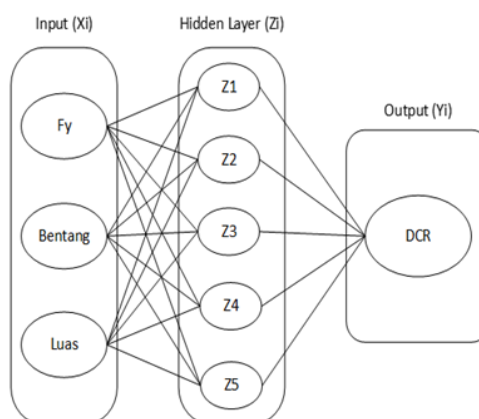 Input (Xi)
Hidden Layer (Zi)
Output (Yi)
Fy
Bentang
Luas
Z1
Z2
Z3
Z4
Z5
DCR